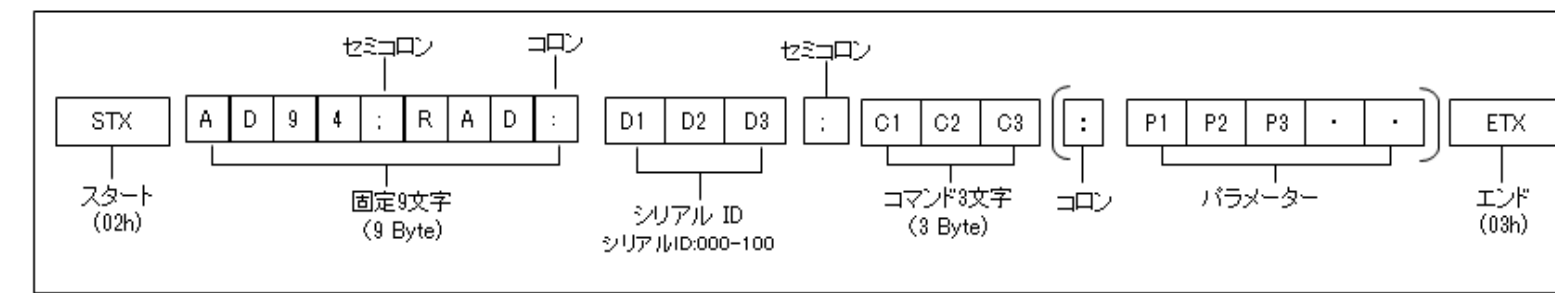 セミコロン コロン セミコロン
STX A D 9 4 ; R A D : D1 D2 D3 ; C1 C2 C3 : P1 P2 P3 ・ ・ ETX
スタート 固定9文字 シリアル ID コマンド3文字 コロン パラメーター エンド
(02h) (9 Byte) シリアルID:000-100 (3 Byte) (03h)